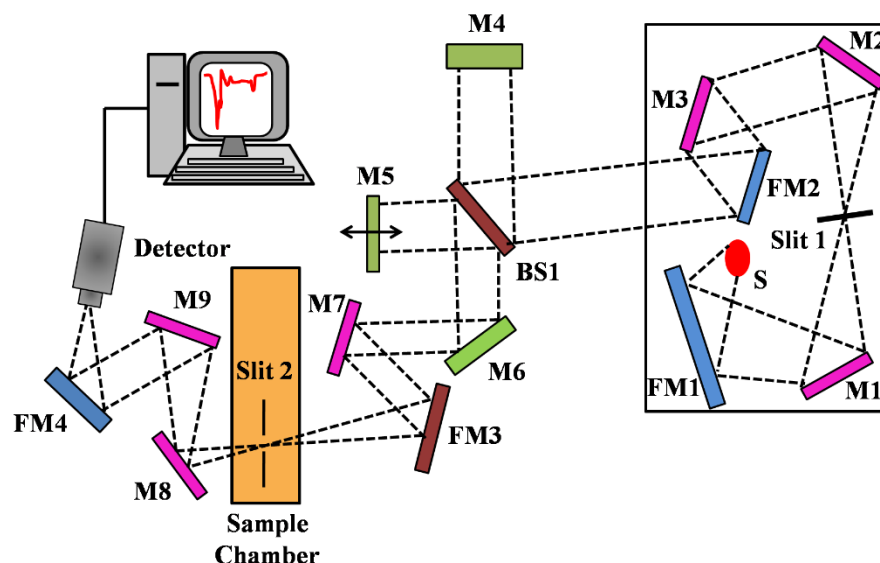 M4
M2
M3
M5
FM2
Detector
Slit 1
BS1
S
M9
M7
Slit 2
M6
FM1
M1
FM4
FM3
M8
Sample
Chamber